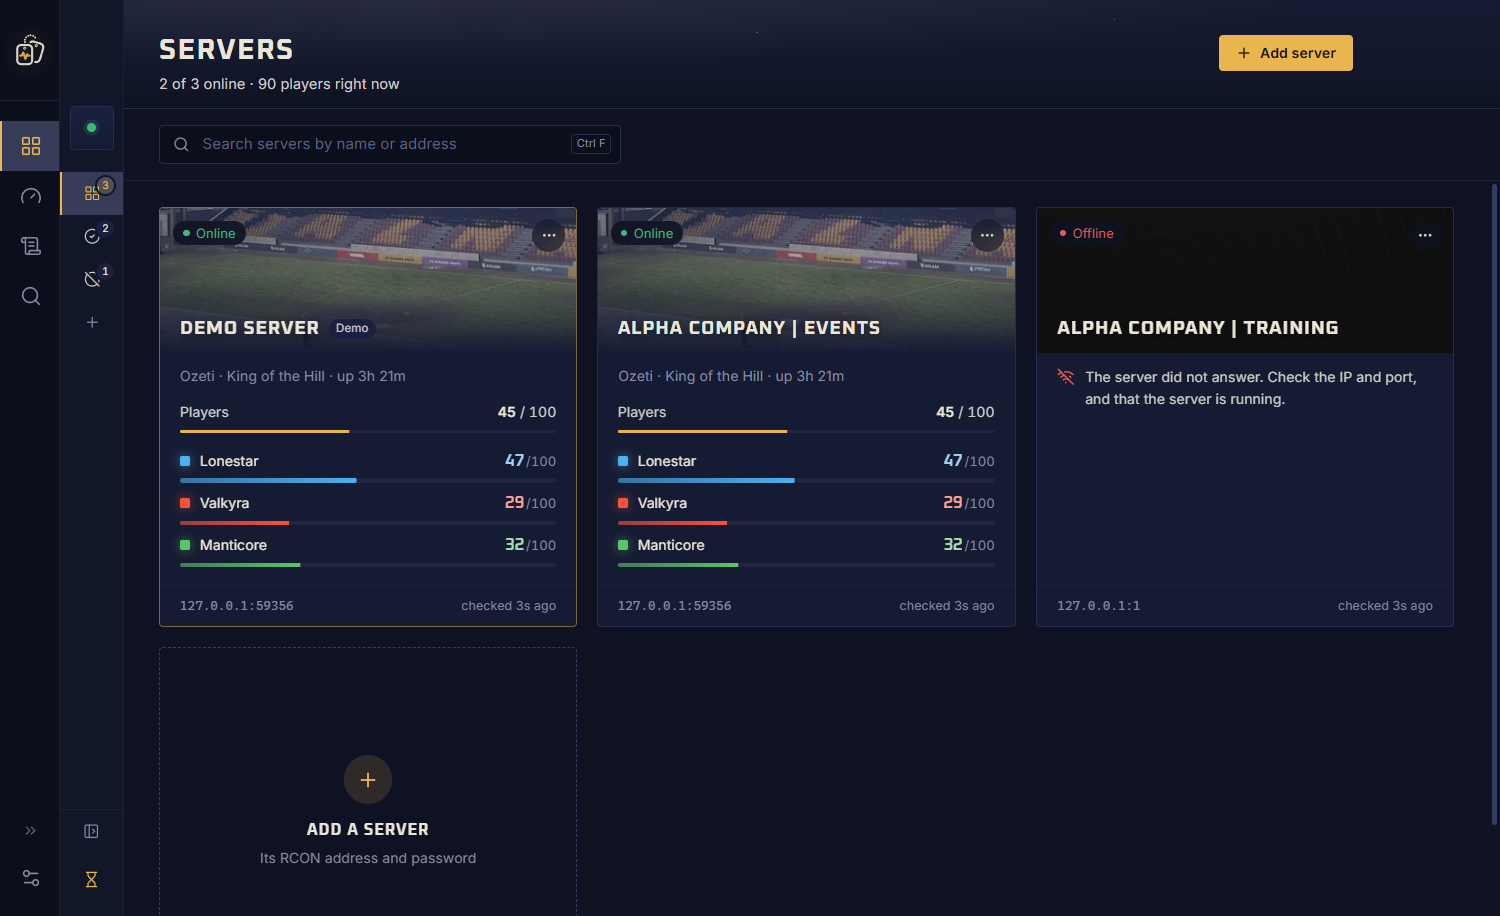 SERVERS
2 of 3 online · 90 players right now
+ Add server
Search servers by name or address
Ctrl F
3
2
1
Online
DEMO SERVER Demo
Ozeti · King of the Hill · up 3h 21m
Players 45 / 100
Lonestar 47/100
Valkyra 29/100
Manticore 32/100
127.0.0.1:59356 checked 3s ago
Online
ALPHA COMPANY | EVENTS
Ozeti · King of the Hill · up 3h 21m
Players 45 / 100
Lonestar 47/100
Valkyra 29/100
Manticore 32/100
127.0.0.1:59356 checked 3s ago
Offline
ALPHA COMPANY | TRAINING
The server did not answer. Check the IP and port,
and that the server is running.
127.0.0.1:1 checked 3s ago
ADD A SERVER
Its RCON address and password